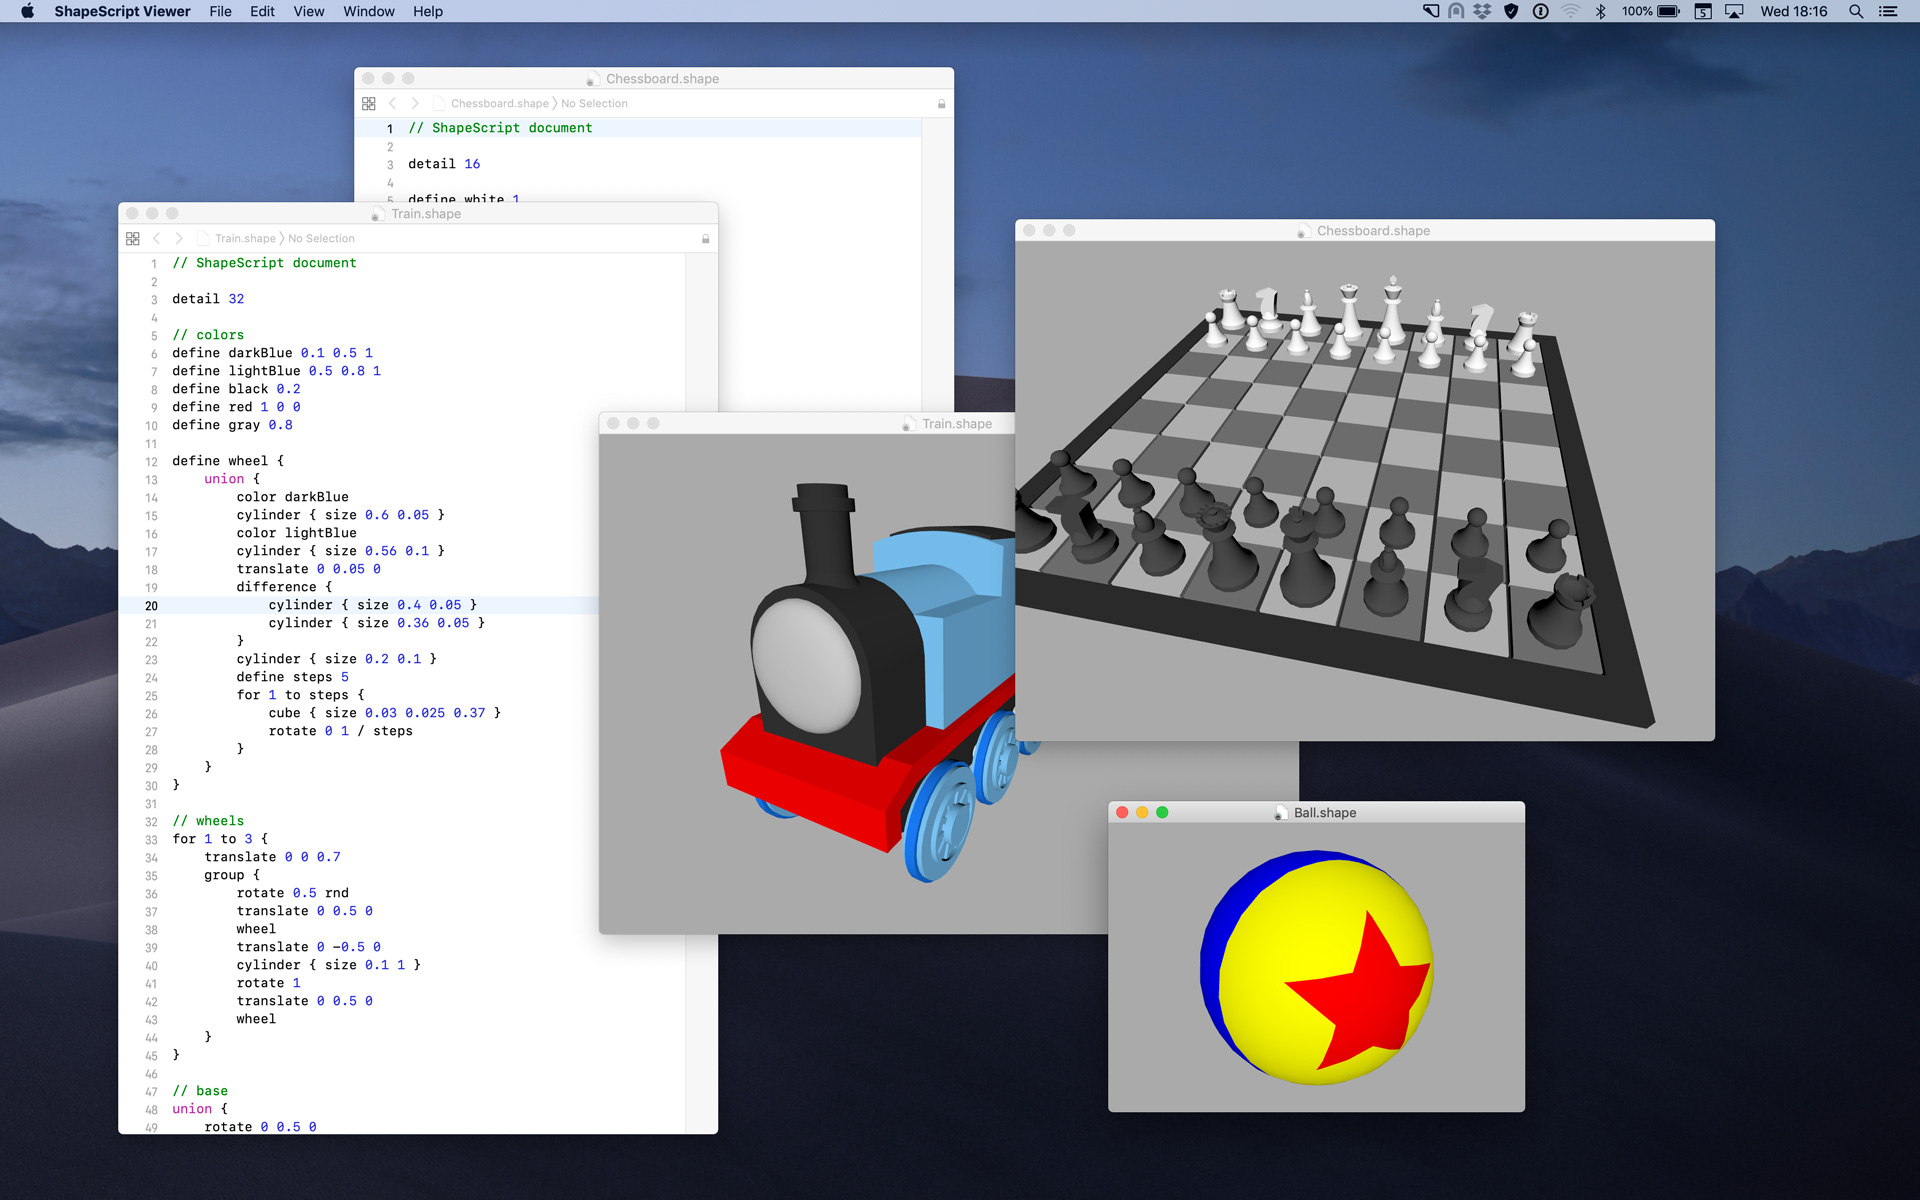 ShapeScript Viewer File Edit View Window Help
100% 5 Wed 18:16
Chessboard.shape
Chessboard.shape 〉 No Selection
1 // ShapeScript document
2
3 detail 16
4
5 define white 1
Train.shape
Train.shape 〉 No Selection
1 // ShapeScript document
2
3 detail 32
4
5 // colors
6 define darkBlue 0.1 0.5 1
7 define lightBlue 0.5 0.8 1
8 define black 0.2
9 define red 1 0 0
10 define gray 0.8
11
12 define wheel {
13 union {
14 color darkBlue
15 cylinder { size 0.6 0.05 }
16 color lightBlue
17 cylinder { size 0.56 0.1 }
18 translate 0 0.05 0
19 difference {
20 cylinder { size 0.4 0.05 }
21 cylinder { size 0.36 0.05 }
22 }
23 cylinder { size 0.2 0.1 }
24 define steps 5
25 for 1 to steps {
26 cube { size 0.03 0.025 0.37 }
27 rotate 0 1 / steps
28 }
29 }
30 }
31
32 // wheels
33 for 1 to 3 {
34 translate 0 0 0.7
35 group {
36 rotate 0.5 rnd
37 translate 0 0.5 0
38 wheel
39 translate 0 -0.5 0
40 cylinder { size 0.1 1 }
41 rotate 1
42 translate 0 0.5 0
43 wheel
44 }
45 }
46
47 // base
48 union {
49 rotate 0 0.5 0
Train.shape
Chessboard.shape
Ball.shape